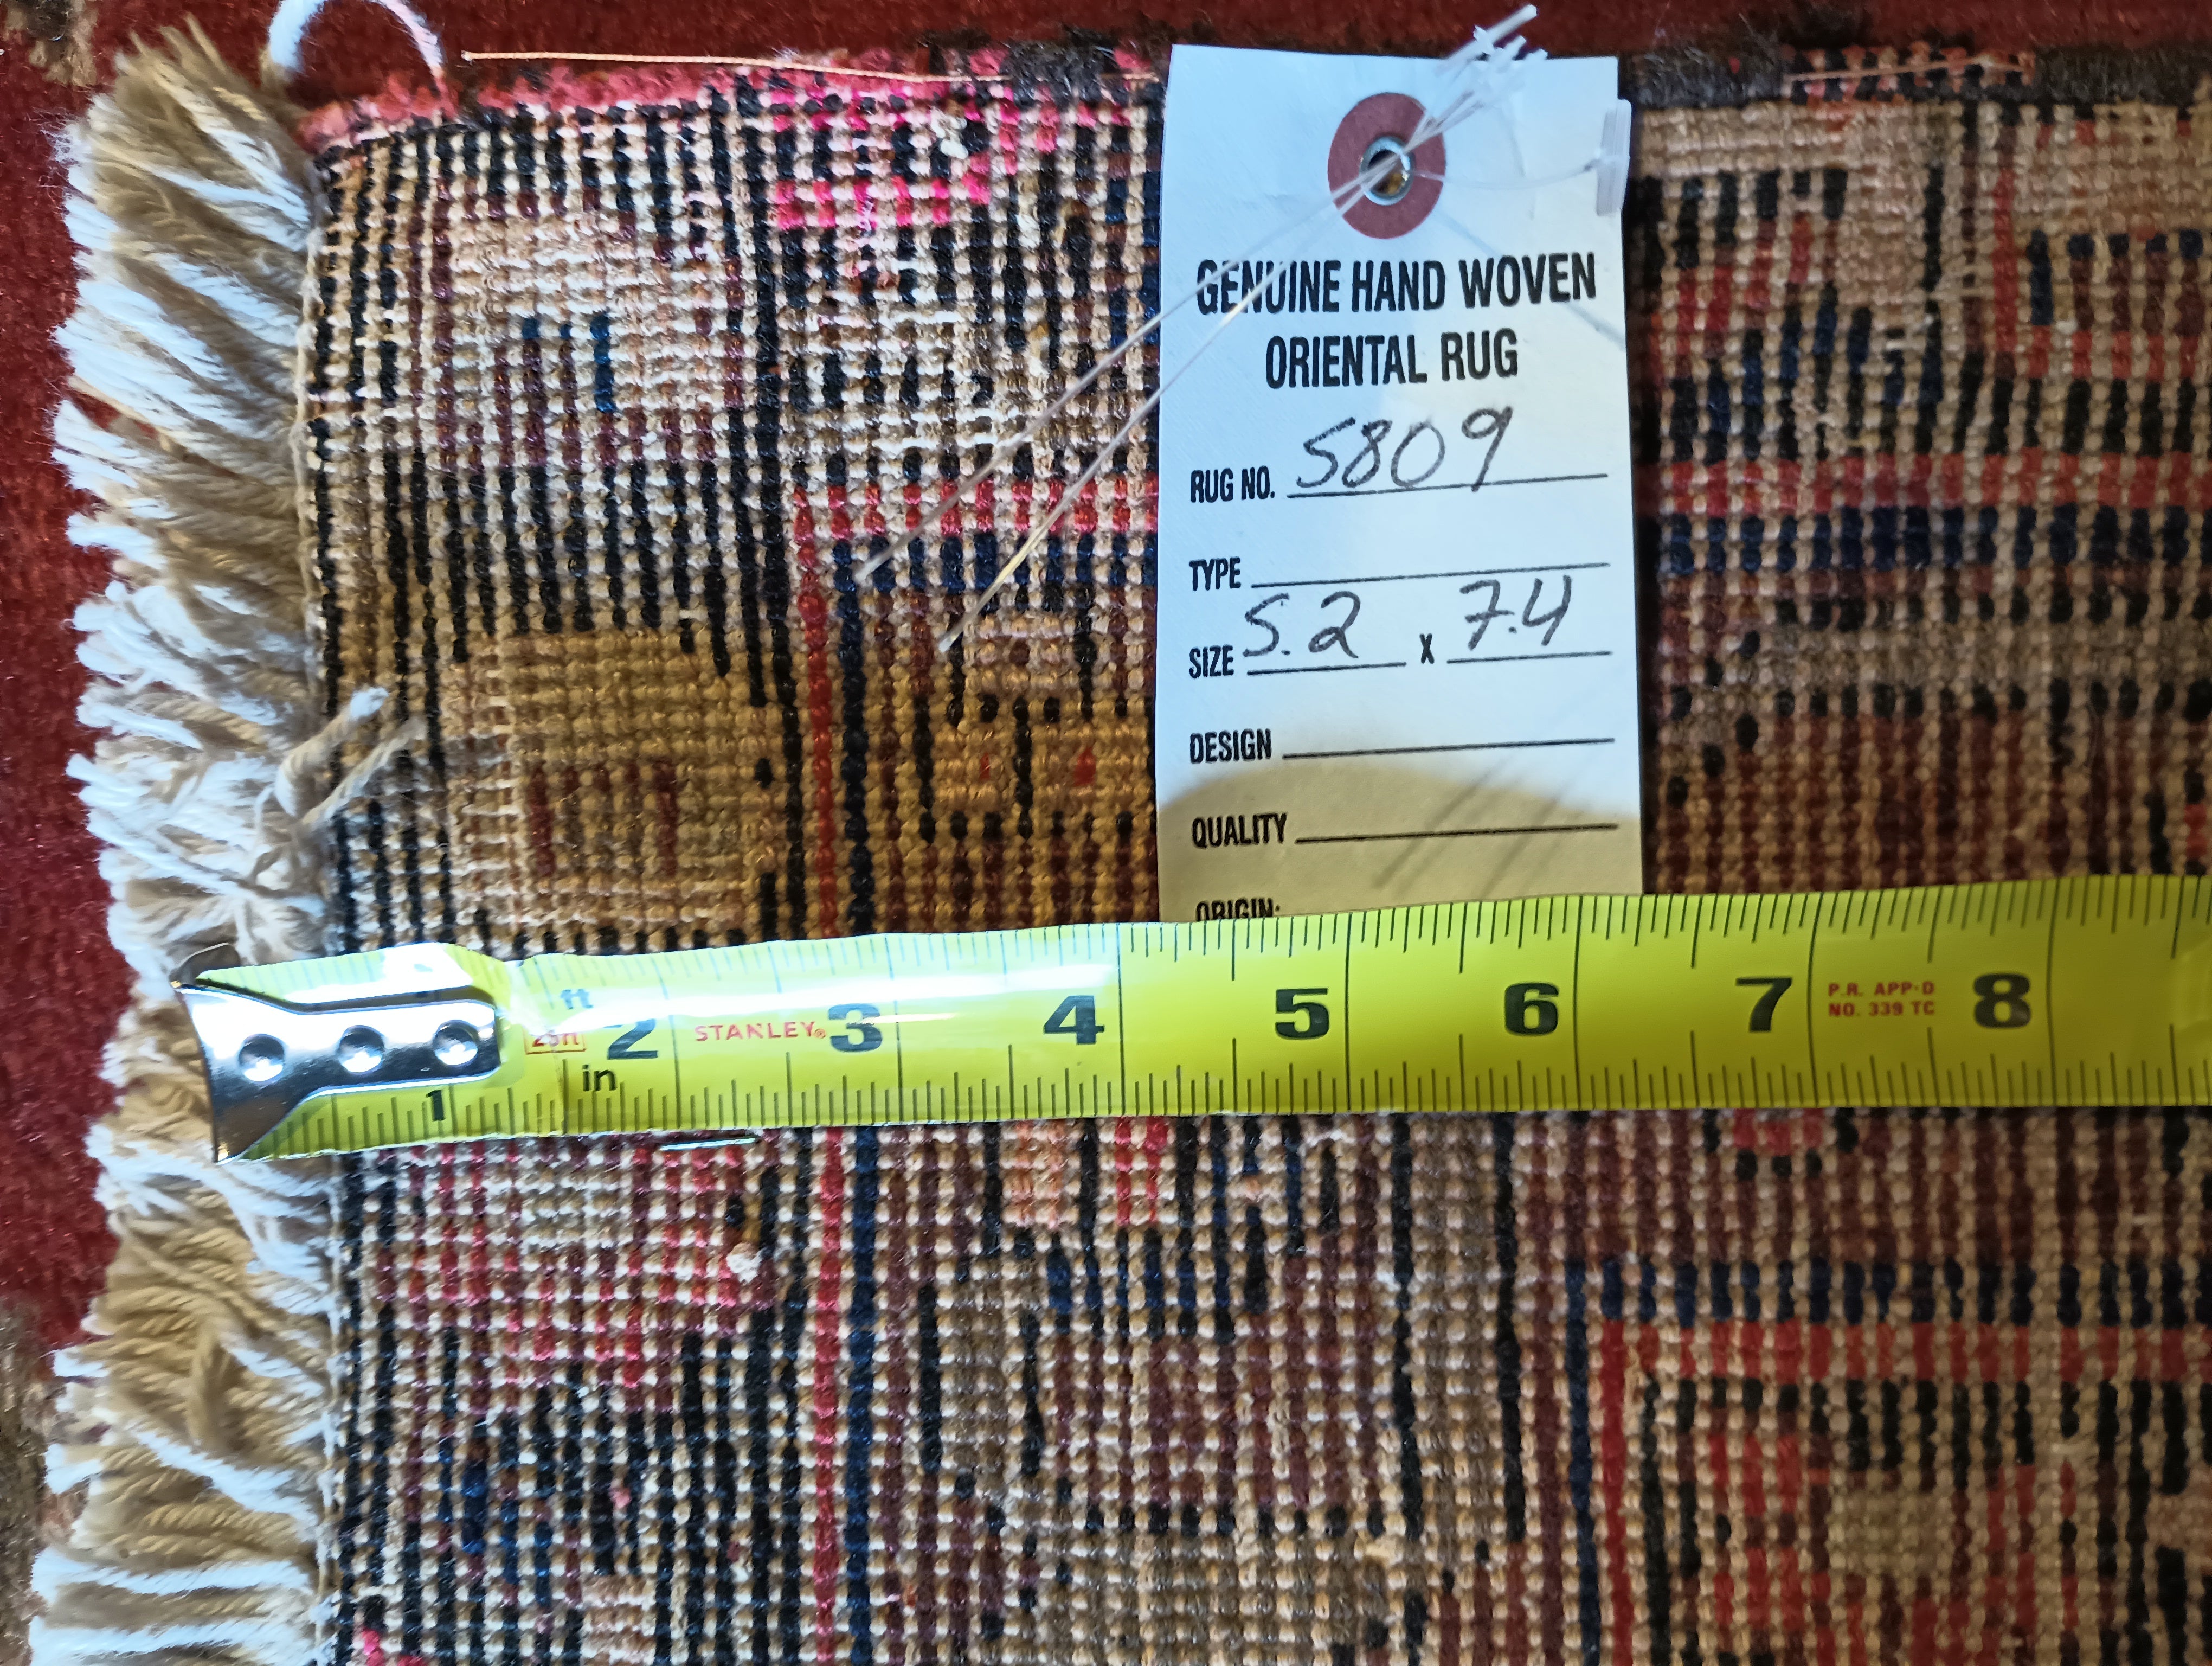 GENUINE HAND WOVEN
ORIENTAL RUG
RUG NO. 5809
TYPE
SIZE 5.2 X 7.4
DESIGN
QUALITY
ORIGIN:
ft
25ft 2 STANLEY® 3 4 5 6 7 P.R. APP-D 8
NO. 339 TC
in
1